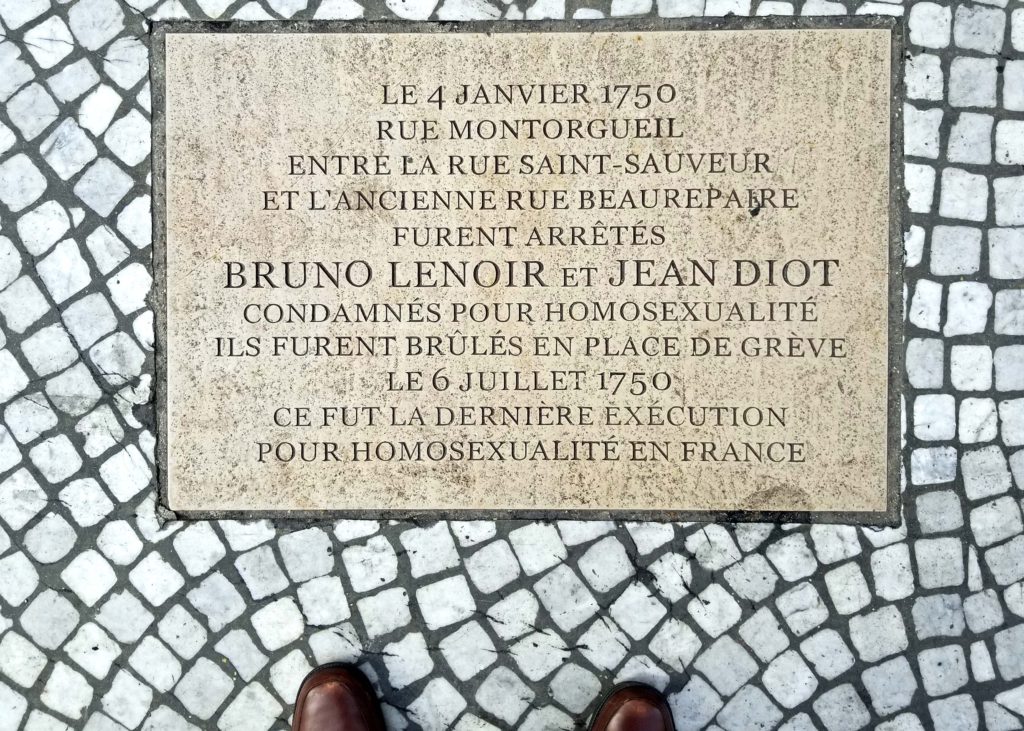 LE 4 JANVIER 1750
RUE MONTORGUEIL
ENTRE LA RUE SAINT-SAUVEUR
ET L'ANCIENNE RUE BEAUREPAIRE
FURENT ARRÊTÉS
BRUNO LENOIR ET JEAN DIOT
CONDAMNÉS POUR HOMOSEXUALITÉ
ILS FURENT BRÛLÉS EN PLACE DE GRÈVE
LE 6 JUILLET 1750
CE FUT LA DERNIÈRE EXÉCUTION
POUR HOMOSEXUALITÉ EN FRANCE